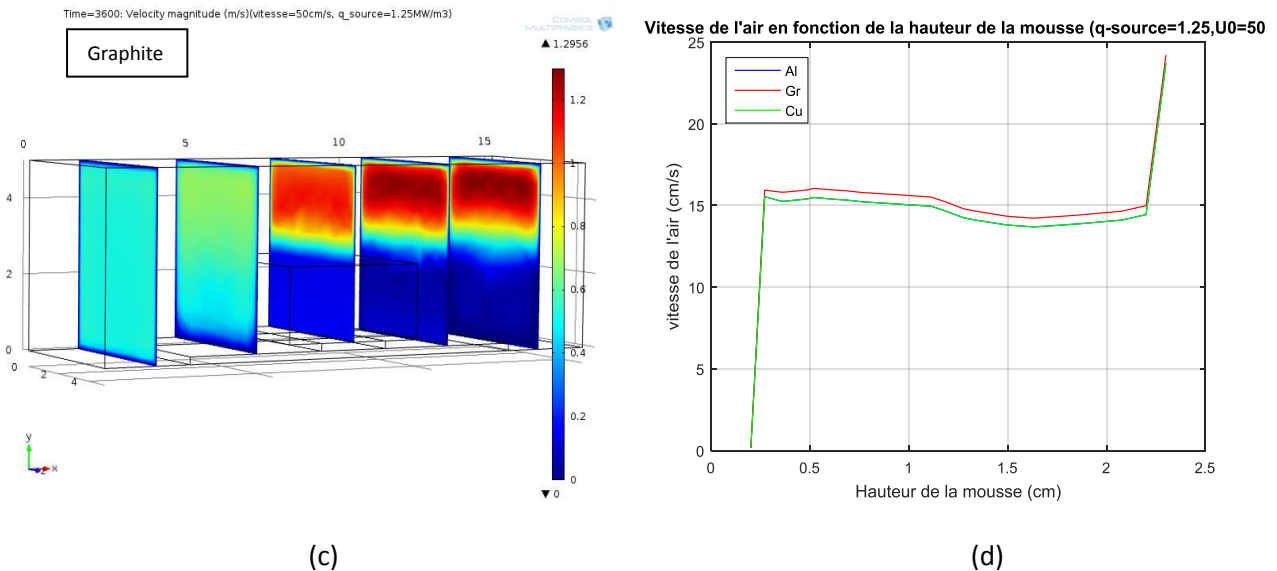 Time=3600: Velocity magnitude (m/s)(vitesse=50cm/s, q_source=1.25MW/m3)
COMSOL
MULTIPHYSICS
Graphite
▲ 1.2956
0
5
10
15
4
2
0
0
2
4
y
x
z
1.2
1
0.8
0.6
0.4
0.2
0
▼ 0
(c)
Vitesse de l'air en fonction de la hauteur de la mousse (q-source=1.25,U0=50
25
20
15
10
5
0
vitesse de l'air (cm/s)
Al
Gr
Cu
0
0.5
1
1.5
2
2.5
Hauteur de la mousse (cm)
(d)